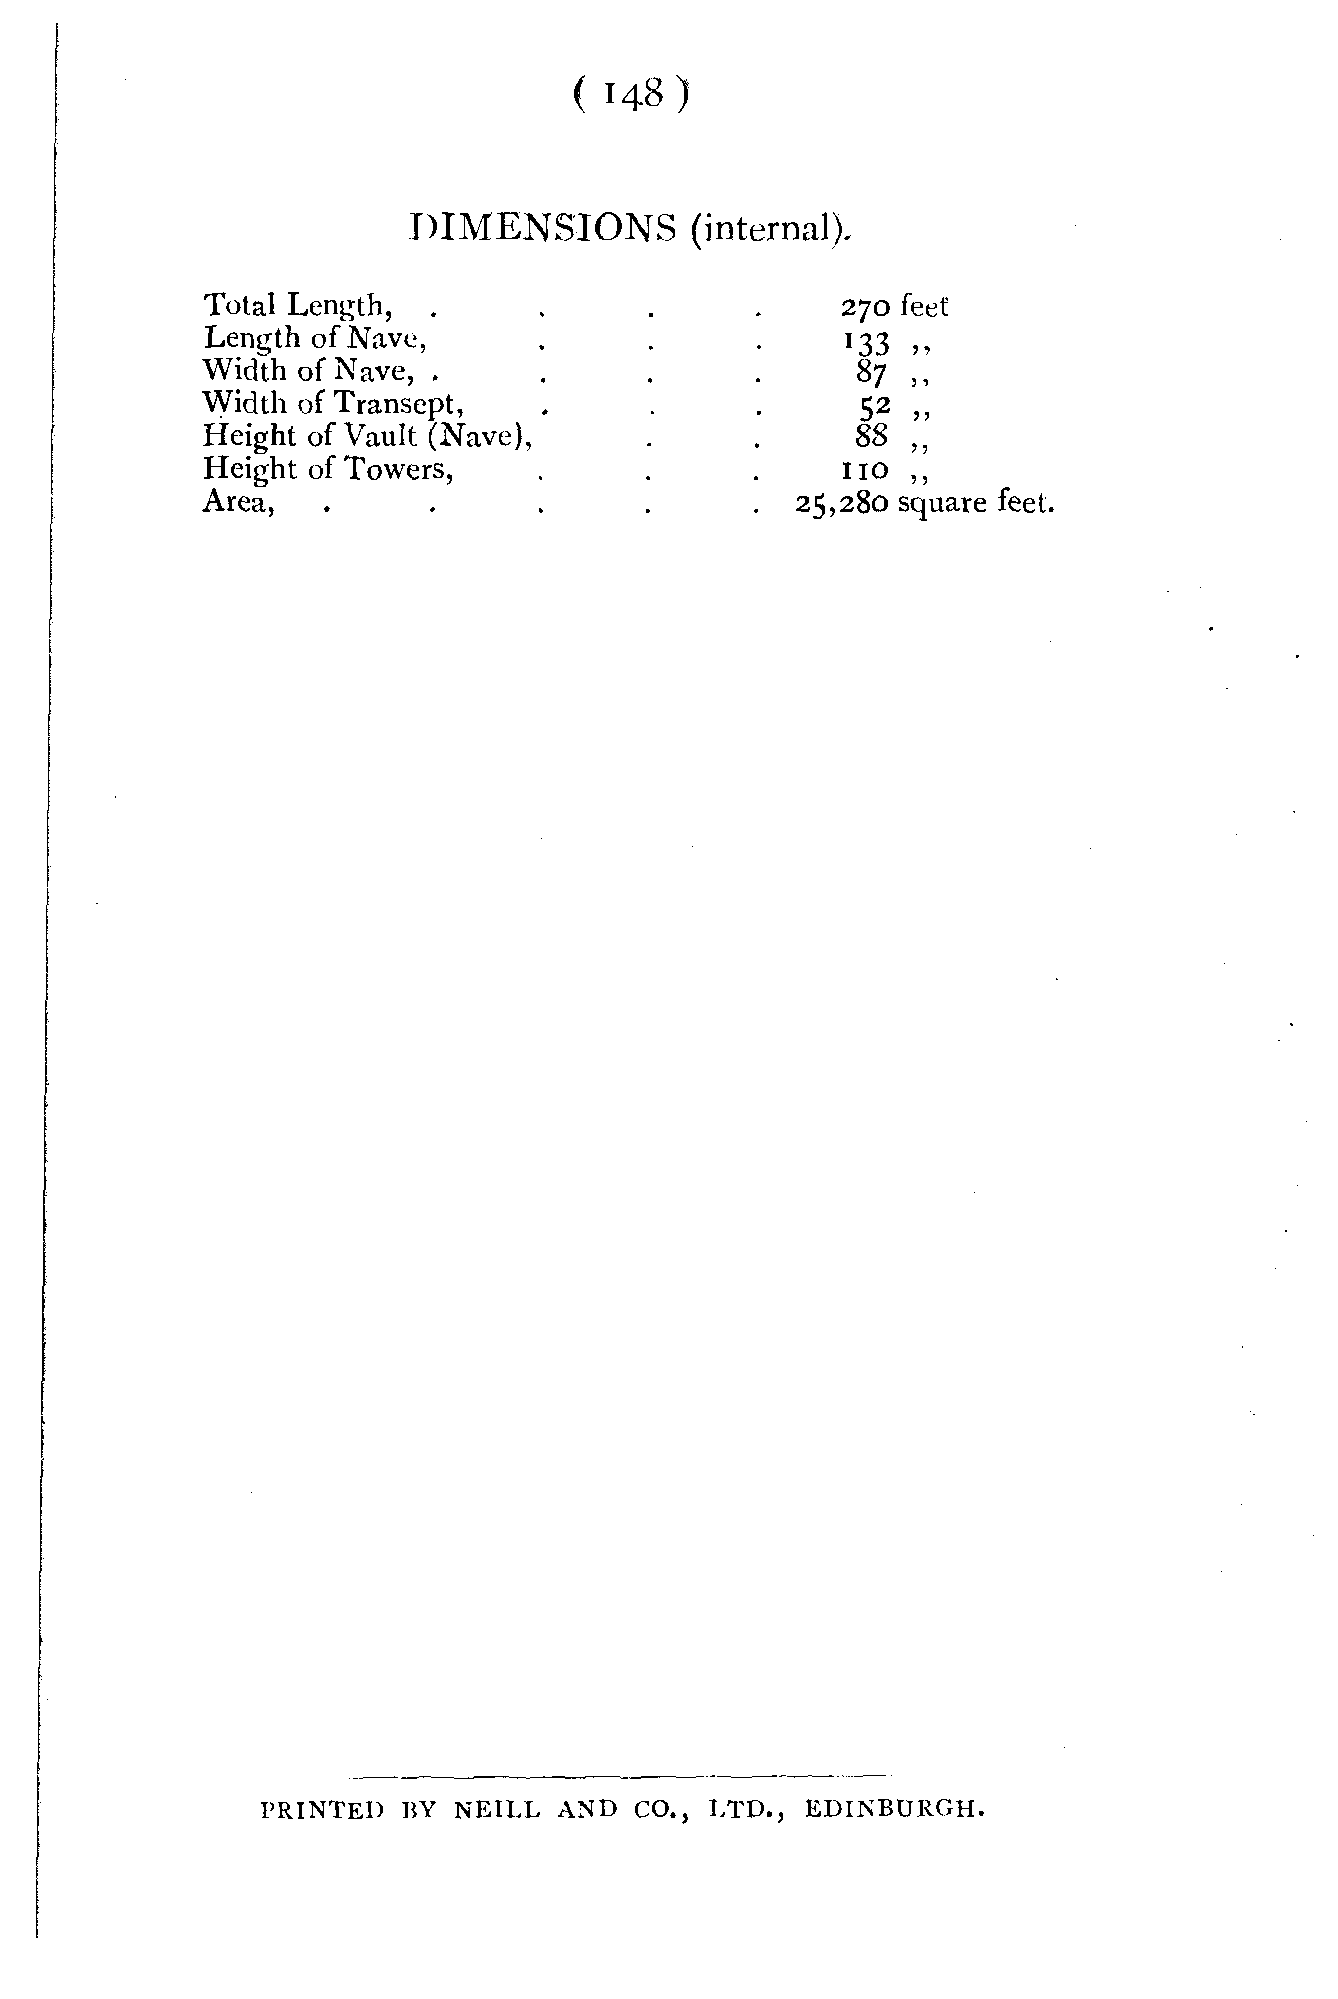 ( 148 )
DIMENSIONS (internal).
Total Length, . . . . 270 feet
Length of Nave, . . . 133 ,,
Width of Nave, . . . . 87 ,,
Width of Transept, . . . 52 ,,
Height of Vault (Nave), . . 88 ,,
Height of Towers, . . . 110 ,,
Area, . . . . . 25,280 square feet.
PRINTED BY NEILL AND CO., LTD., EDINBURGH.